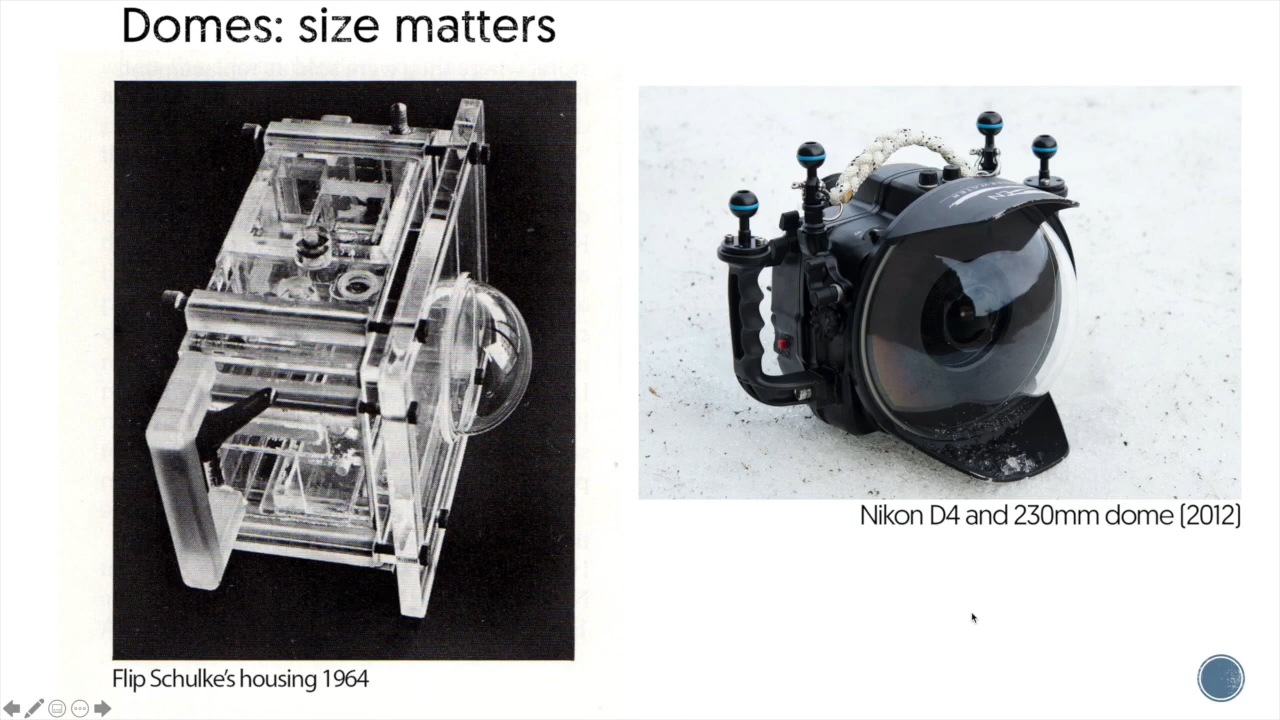 Domes: size matters
Nikon D4 and 230mm dome (2012)
Flip Schulke's housing 1964